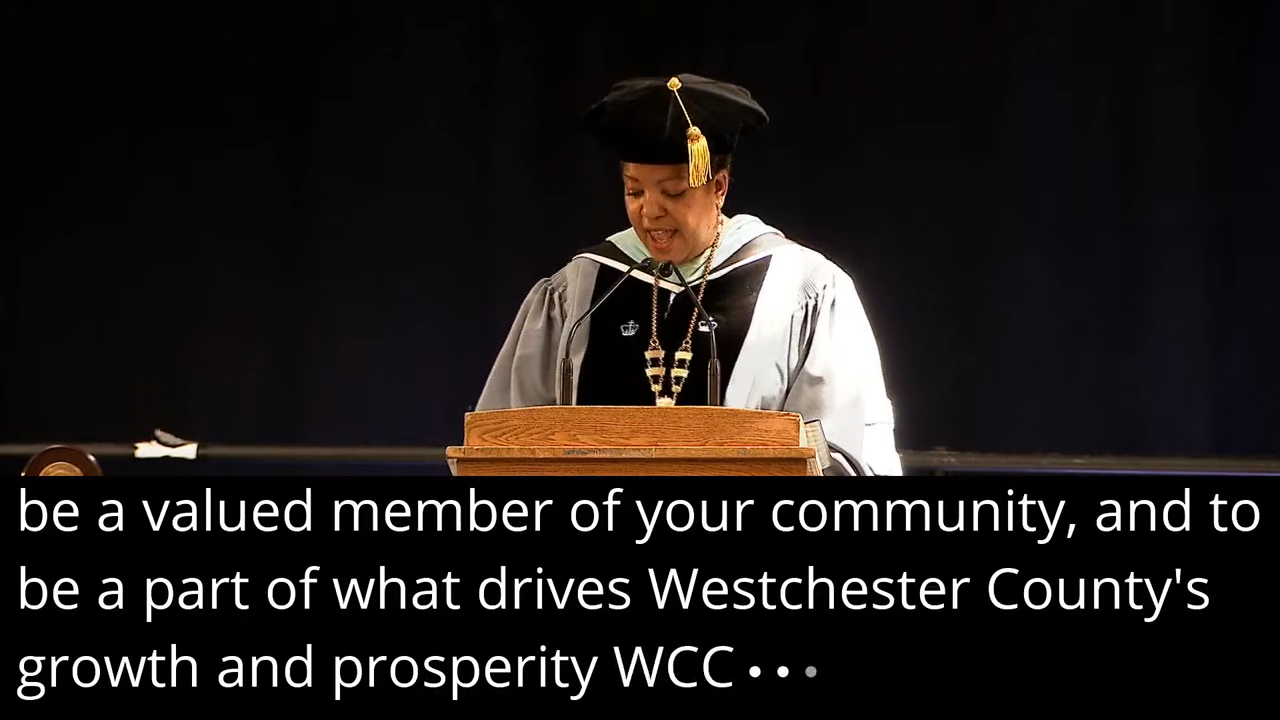 be a valued member of your community, and to
be a part of what drives Westchester County's
growth and prosperity WCC